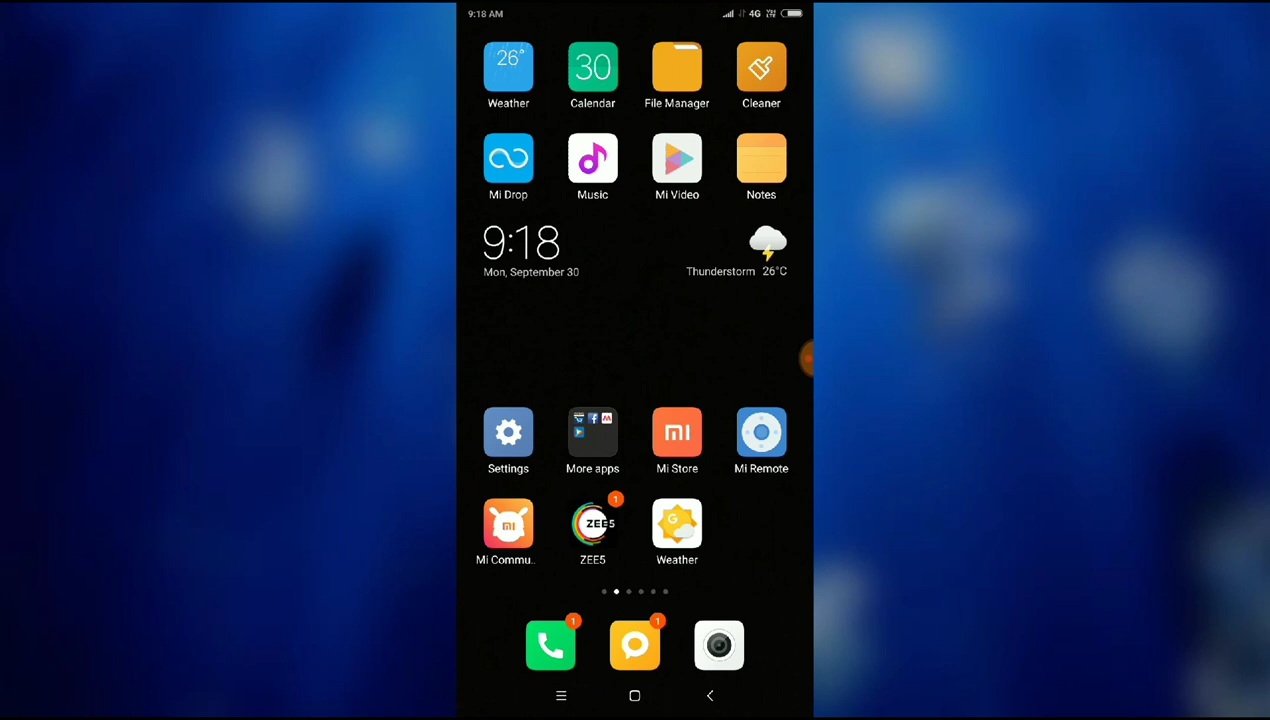 9:18 AM 4G
26°
30
Weather Calendar File Manager Cleaner
Mi Drop Music Mi Video Notes
9:18
Mon, September 30
Thunderstorm 26°C
mi
Settings More apps Mi Store Mi Remote
1
mi ZEE5 G
Mi Commu.. ZEE5 Weather
1 1